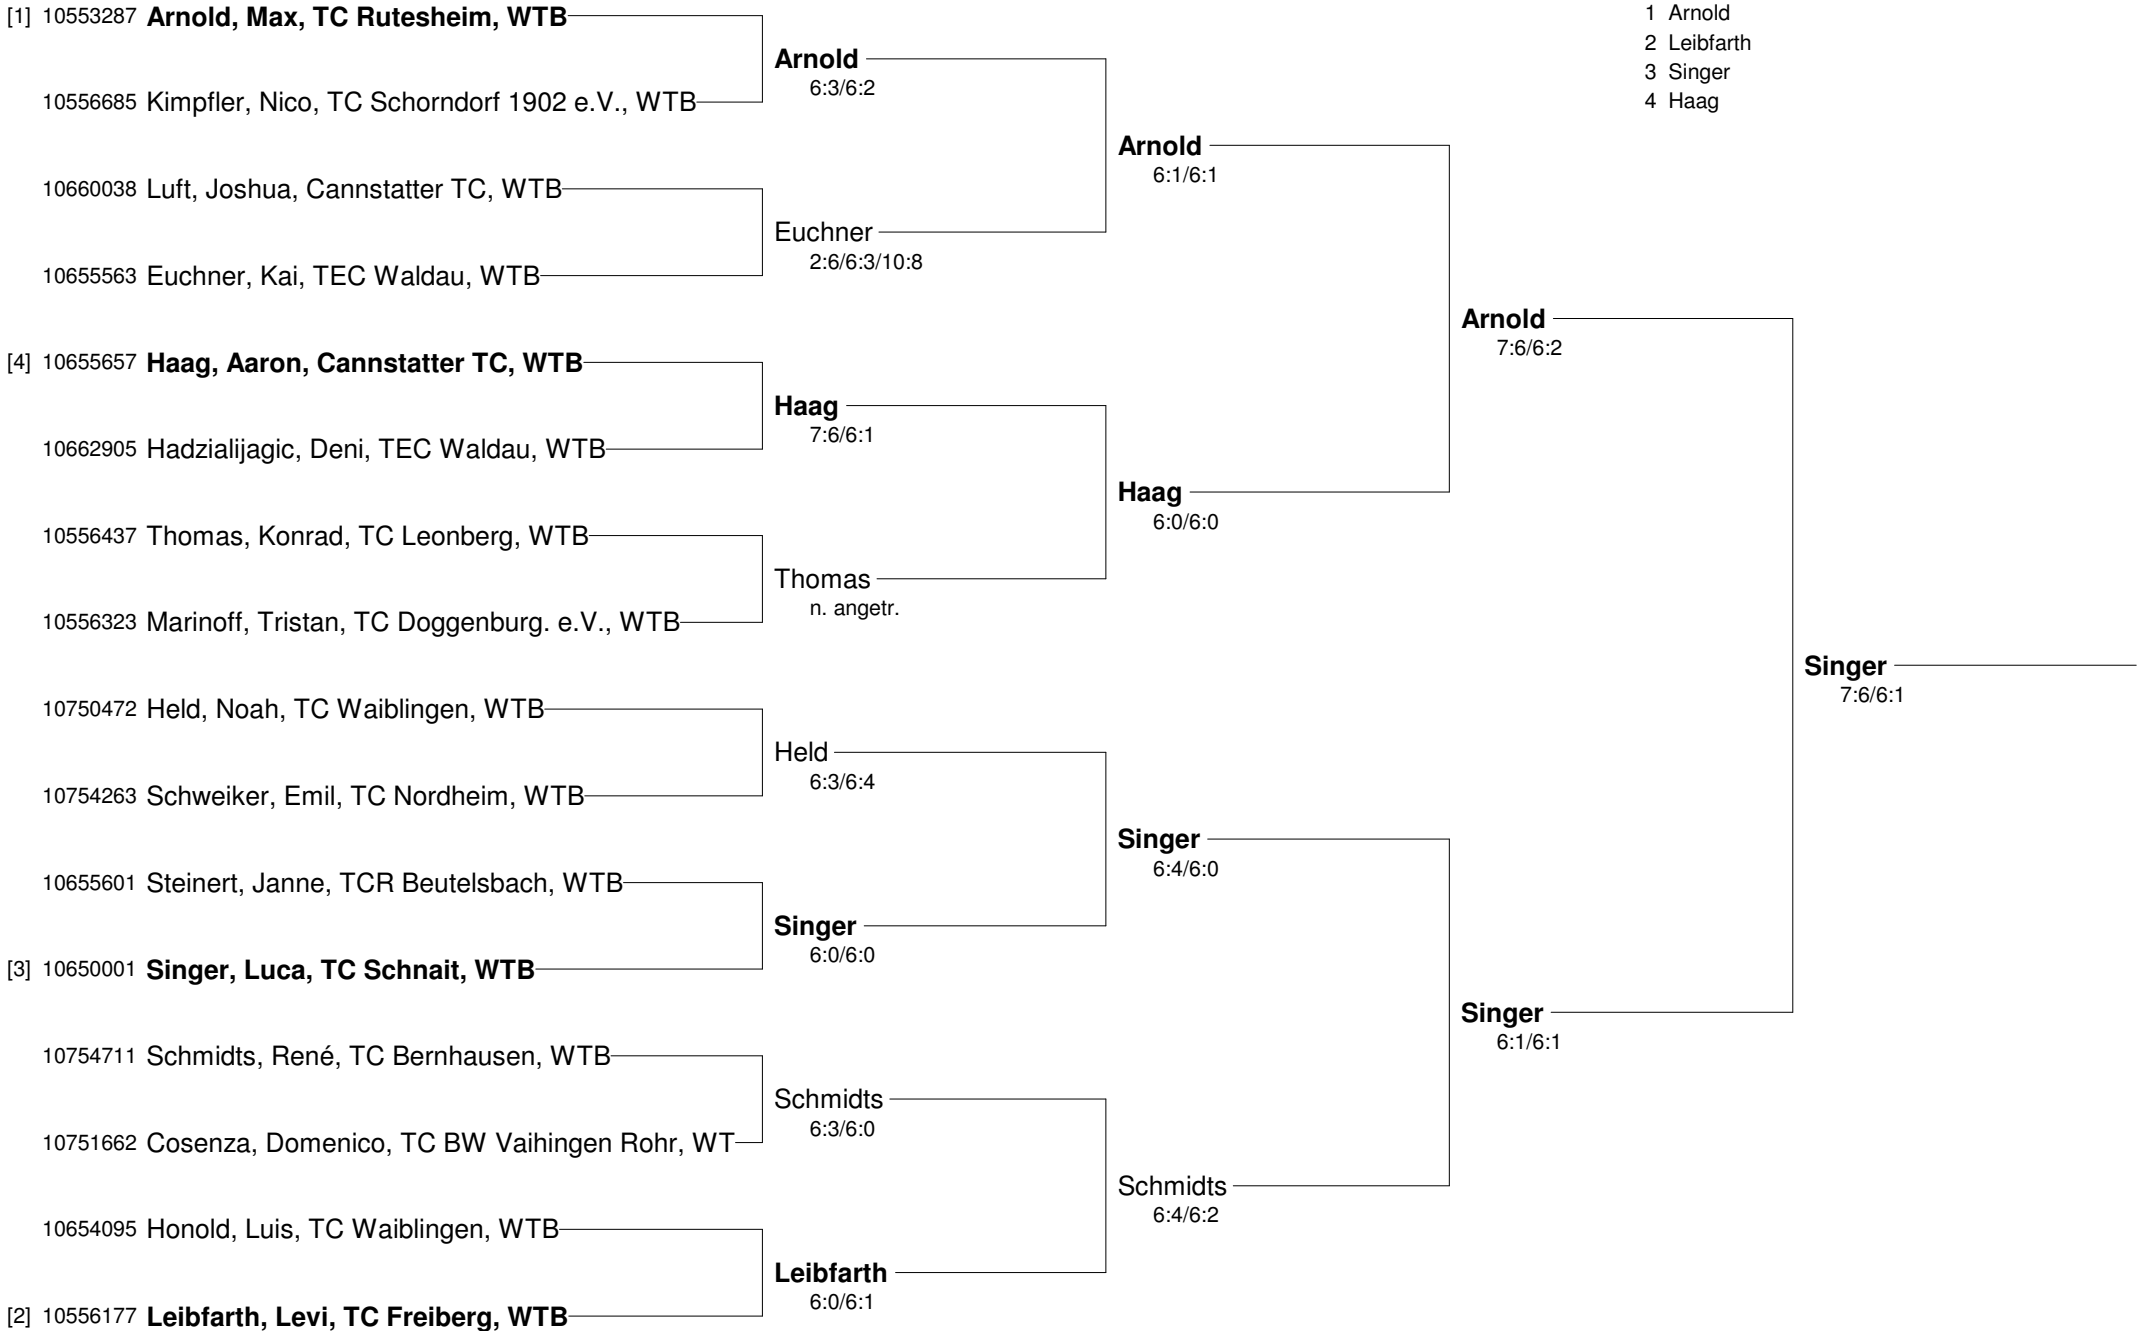 [1] 10553287 Arnold, Max, TC Rutesheim, WTB
10556685 Kimpfler, Nico, TC Schorndorf 1902 e.V., WTB
10660038 Luft, Joshua, Cannstatter TC, WTB
10655563 Euchner, Kai, TEC Waldau, WTB
[4] 10655657 Haag, Aaron, Cannstatter TC, WTB
10662905 Hadzialijagic, Deni, TEC Waldau, WTB
10556437 Thomas, Konrad, TC Leonberg, WTB
10556323 Marinoff, Tristan, TC Doggenburg. e.V., WTB
10750472 Held, Noah, TC Waiblingen, WTB
10754263 Schweiker, Emil, TC Nordheim, WTB
10655601 Steinert, Janne, TCR Beutelsbach, WTB
[3] 10650001 Singer, Luca, TC Schnait, WTB
10754711 Schmidts, René, TC Bernhausen, WTB
10751662 Cosenza, Domenico, TC BW Vaihingen Rohr, WT
10654095 Honold, Luis, TC Waiblingen, WTB
[2] 10556177 Leibfarth, Levi, TC Freiberg, WTB
Arnold
6:3/6:2
Euchner
2:6/6:3/10:8
Haag
7:6/6:1
Thomas
n. angetr.
Held
6:3/6:4
Singer
6:0/6:0
Schmidts
6:3/6:0
Leibfarth
6:0/6:1
Arnold
6:1/6:1
Haag
6:0/6:0
Singer
6:4/6:0
Schmidts
6:4/6:2
Arnold
7:6/6:2
Singer
6:1/6:1
Singer
7:6/6:1
1 Arnold
2 Leibfarth
3 Singer
4 Haag